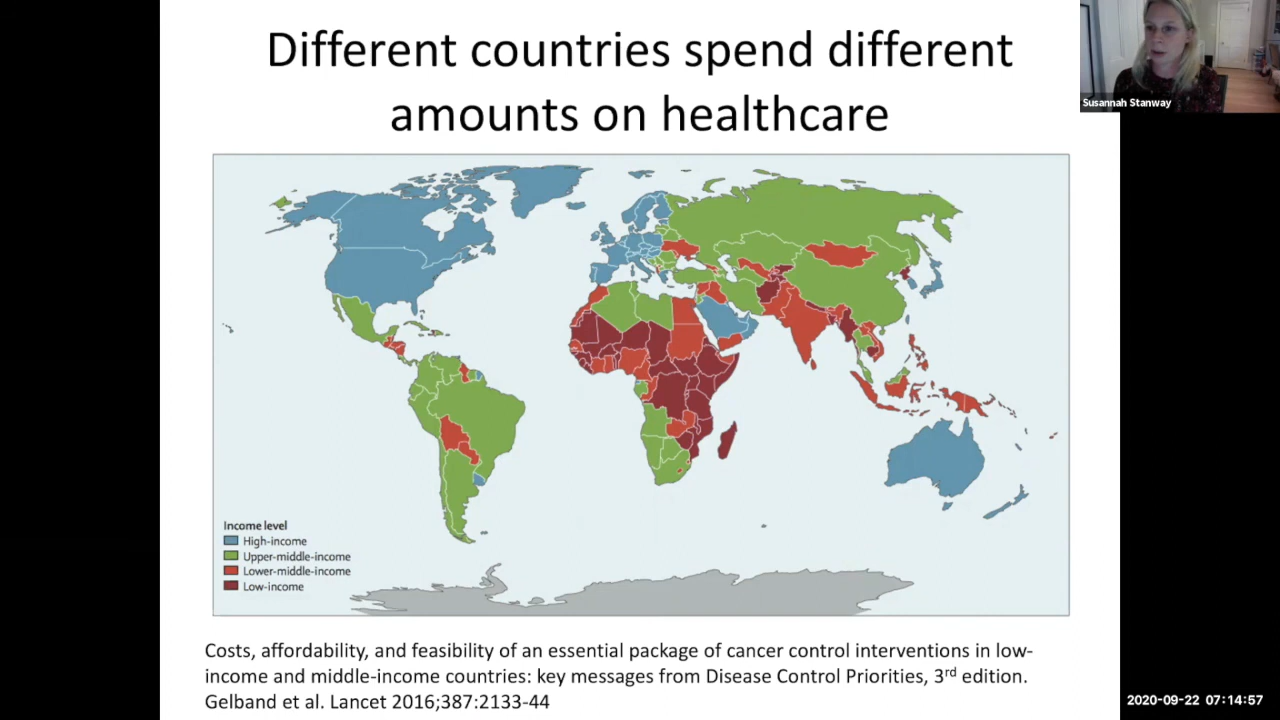 Different countries spend different
amounts on healthcare
Susannah Stanway
Income level
High-income
Upper-middle-income
Lower-middle-income
Low-income
Costs, affordability, and feasibility of an essential package of cancer control interventions in low-
income and middle-income countries: key messages from Disease Control Priorities, 3rd edition.
Gelband et al. Lancet 2016;387:2133-44
2020-09-22 07:14:57